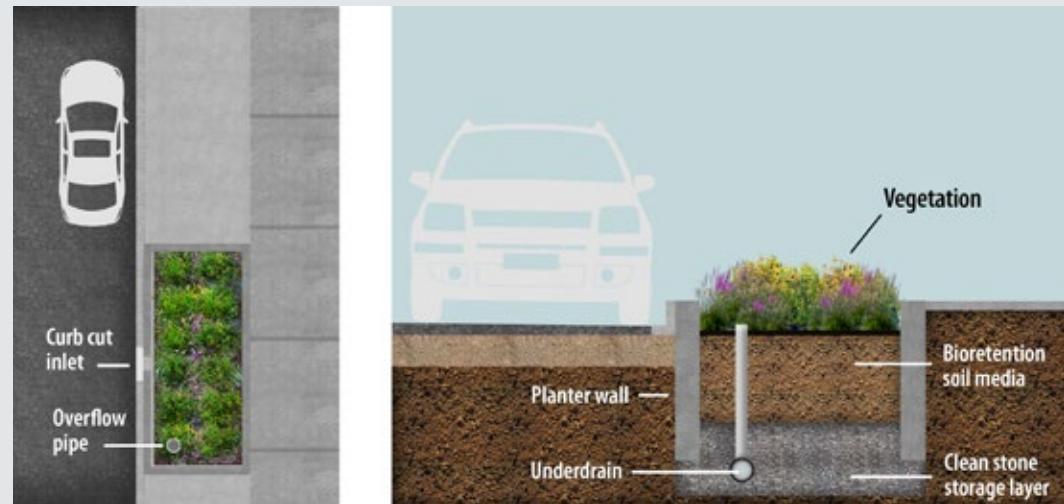 Curb cut
inlet
Overflow
pipe
Vegetation
Bioretention
soil media
Planter wall
Underdrain
Clean stone
storage layer